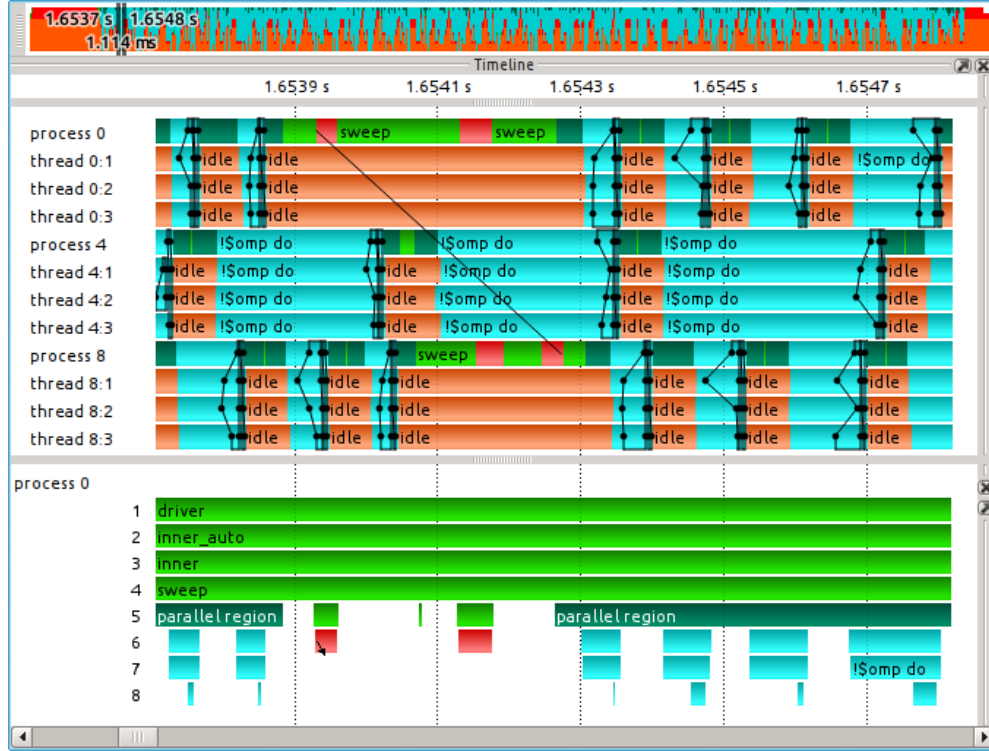 1.6537 s 1.6548 s
1.114 ms
Timeline
1.6539 s 1.6541 s 1.6543 s 1.6545 s 1.6547 s
process 0 sweep sweep
thread 0:1 idle idle idle idle idle !$omp do
thread 0:2 idle idle idle idle idle
thread 0:3 idle idle idle idle idle
process 4 !$omp do !$omp do !$omp do
thread 4:1 idle !$omp do idle !$omp do idle !$omp do idle
thread 4:2 idle !$omp do idle !$omp do idle !$omp do idle
thread 4:3 idle !$omp do idle !$omp do idle !$omp do idle
process 8 sweep
thread 8:1 idle idle idle idle idle idle
thread 8:2 idle idle idle idle idle idle
thread 8:3 idle idle idle idle idle idle
process 0
1 driver
2 inner_auto
3 inner
4 sweep
5 parallel region parallel region
6
7 !$omp do
8